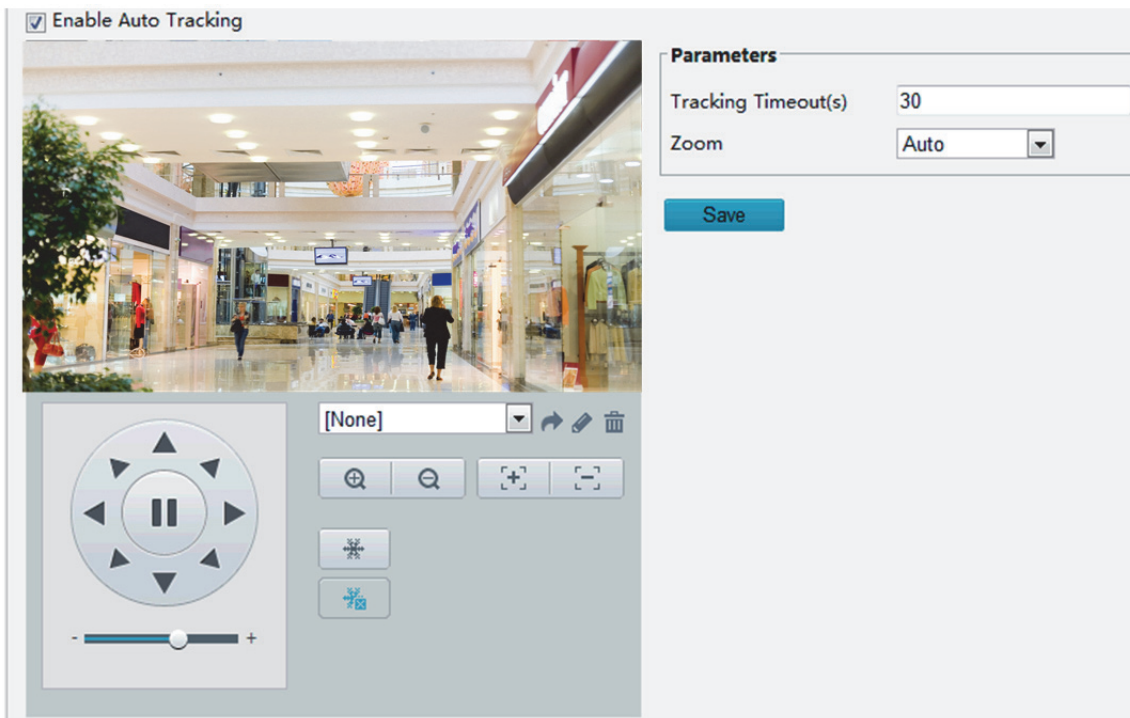 Enable Auto Tracking
Parameters
Tracking Timeout(s) 30
Zoom Auto
Save
[None]
- +